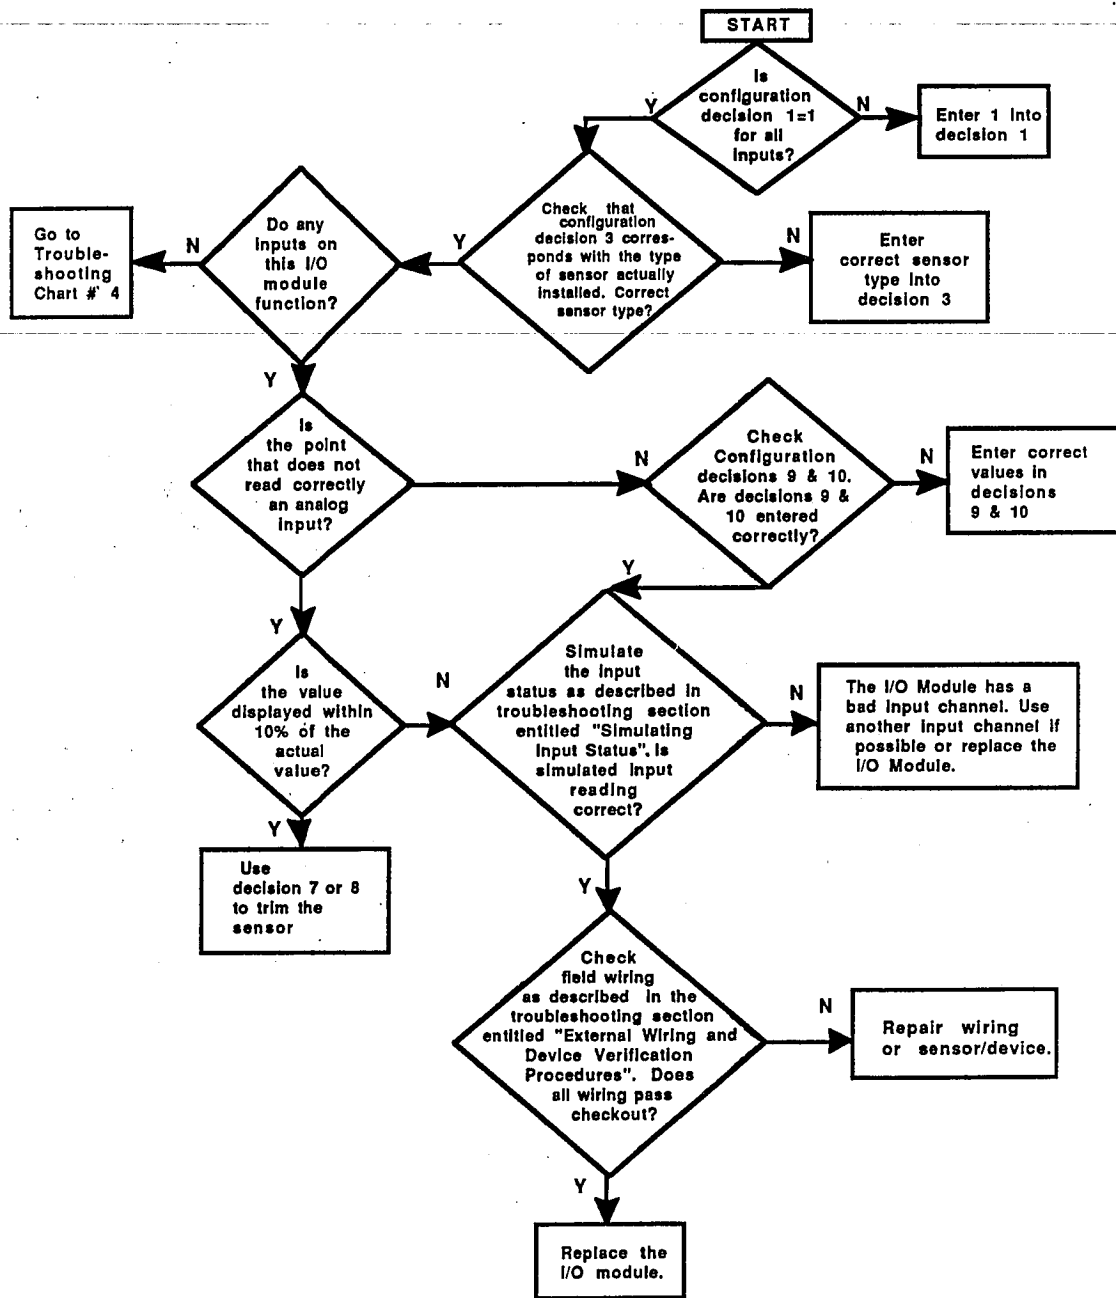 START
Is
configuration
decision 1=1
for all
inputs?
Y
N
Enter 1 into
decision 1
Check that
configuration
decision 3 corres-
ponds with the
type of sensor actually
installed. Correct
sensor type?
Y
N
Enter
correct sensor
type into
decision 3
Do any
inputs on
this I/O
module
function?
N
Go to
Trouble-
shooting
Chart #' 4
Y
Is
the point
that does not
read correctly
an analog
input?
N
Check
Configuration
decisions 9 & 10.
Are decisions 9 &
10 entered
correctly?
N
Enter correct
values in
decisions
9 & 10
Y
Y
Is
the value
displayed within
10% of the
actual
value?
N
Simulate
the input
status as described in
troubleshooting section
entitled "Simulating
Input Status". Is
simulated input
reading
correct?
N
The I/O Module has a
bad input channel. Use
another input channel if
possible or replace the
I/O Module.
Y
Use
decision 7 or 8
to trim the
sensor
Y
Check
field wiring
as described in the
troubleshooting section
entitled "External Wiring and
Device Verification
Procedures". Does
all wiring pass
checkout?
N
Repair wiring
or sensor/device.
Y
Replace the
I/O module.